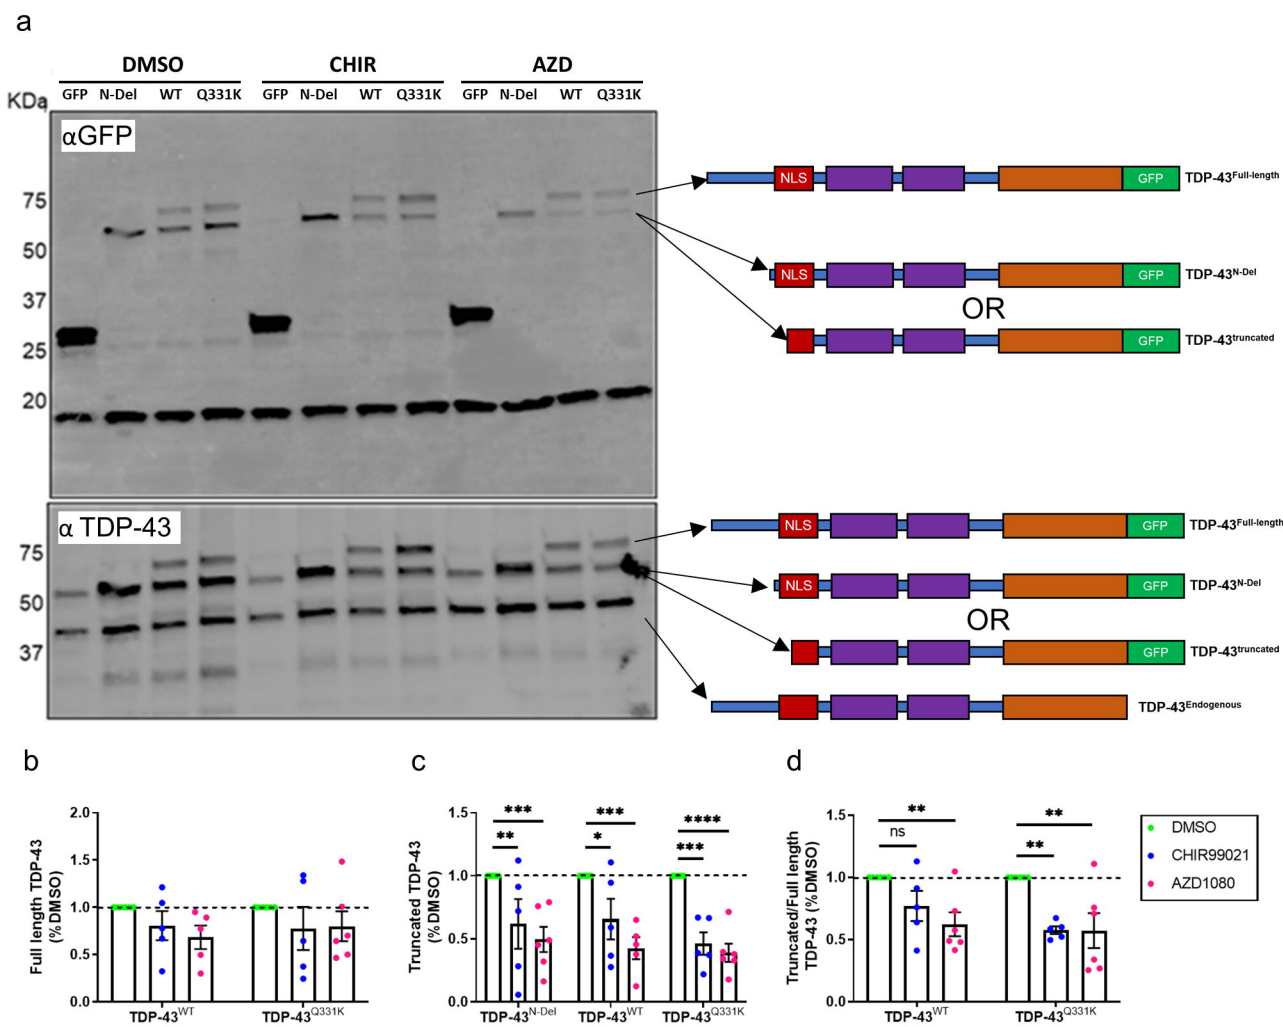 a
DMSO CHIR AZD
GFP N-Del WT Q331K GFP N-Del WT Q331K GFP N-Del WT Q331K
KDa
αGFP
75
50
37
25
20
NLS GFP TDP-43Full-length
NLS GFP TDP-43N-Del
OR
GFP TDP-43truncated
α TDP-43
75
50
37
NLS GFP TDP-43Full-length
NLS GFP TDP-43N-Del
OR
GFP TDP-43truncated
TDP-43Endogenous
b
Full length TDP-43
(%DMSO)
2.0
1.5
1.0
0.5
0.0
TDP-43WT TDP-43Q331K
c
Truncated TDP-43
(%DMSO)
1.5
1.0
0.5
0.0
*** *** ****
** * ***
TDP-43N-Del TDP-43WT TDP-43Q331K
d
Truncated/Full length
TDP-43 (%DMSO)
1.5
1.0
0.5
0.0
** **
ns **
TDP-43WT TDP-43Q331K
DMSO
CHIR99021
AZD1080